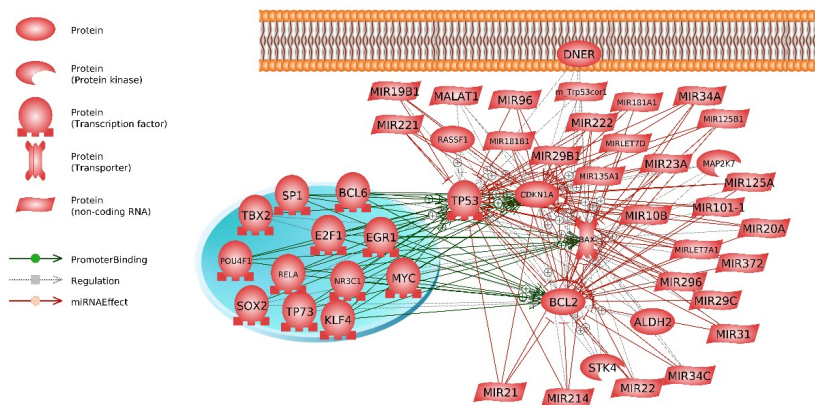 Protein
Protein
(Protein kinase)
Protein
(Transcription factor)
Protein
(Transporter)
Protein
(non-coding RNA)
PromoterBinding
Regulation
miRNAEffect
DNER
MIR19B1
MALAT1
MIR96
m_Trp53cor1
MIR181A1
MIR34A
MIR221
RASSF1
MIR181B1
MIR222
MIR125B1
MIRLET7D
MIR29B1
MIR23A
MAP2K7
MIR135A1
MIR125A
SP1
BCL6
TP53
CDKN1A
TBX2
MIR10B
MIR101-1
MIR20A
E2F1
EGR1
BAX
MIRLET7A1
POU4F1
RELA
NR3C1
MYC
MIR372
MIR296
MIR29C
SOX2
TP73
KLF4
BCL2
ALDH2
MIR31
STK4
MIR34C
MIR21
MIR214
MIR22